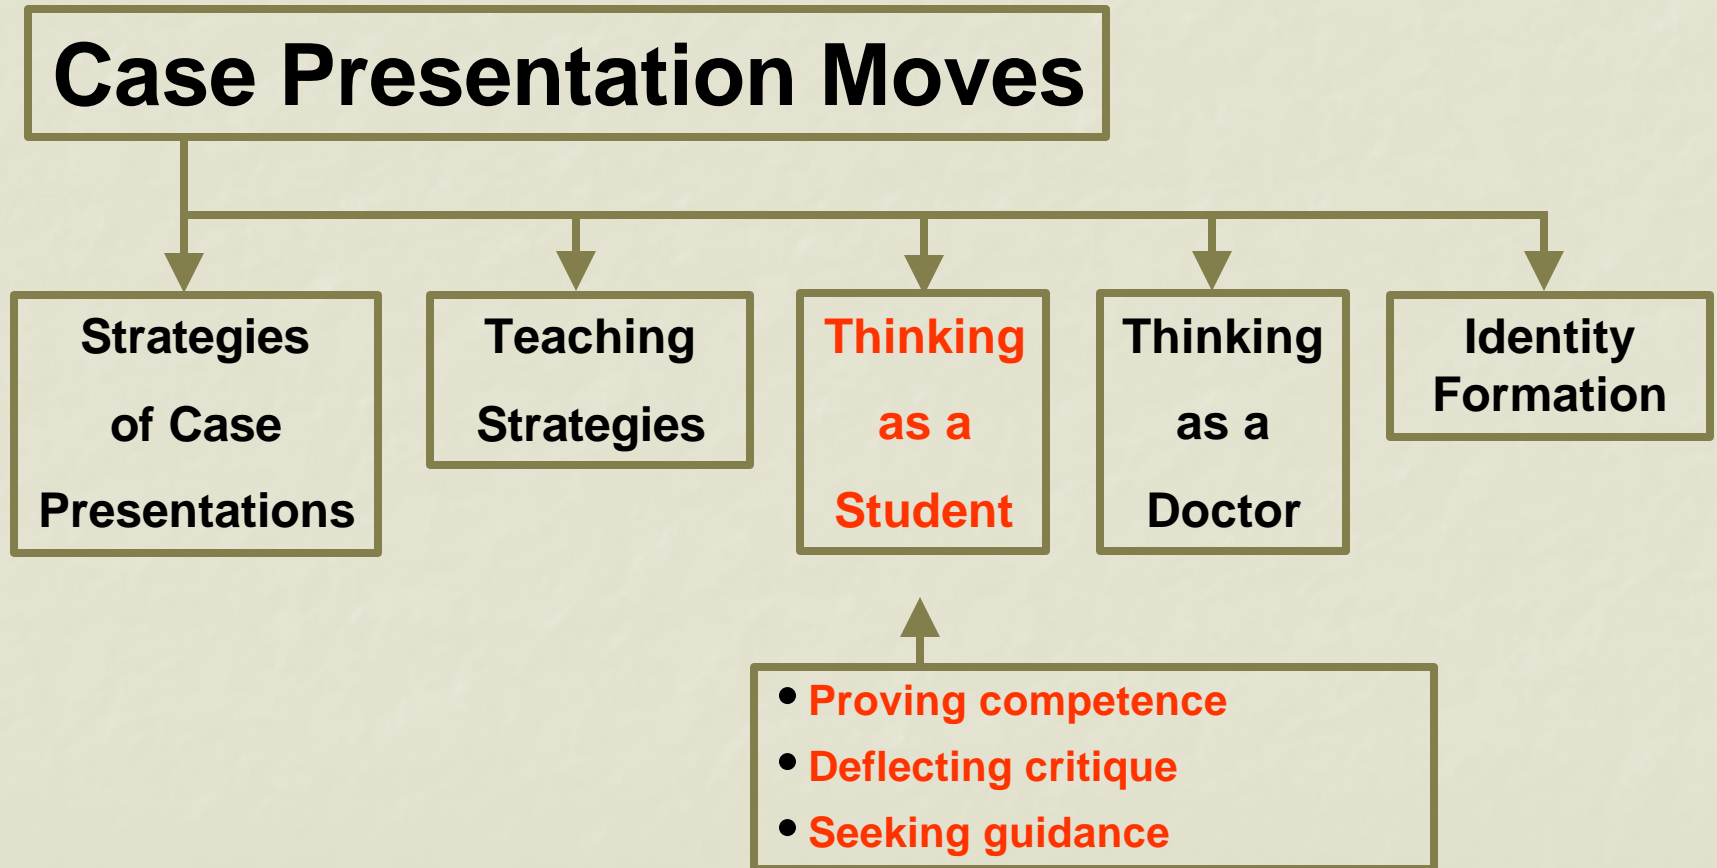 Case Presentation Moves
Strategies
of Case
Presentations
Teaching
Strategies
Thinking
as a
Student
Thinking
as a
Doctor
Identity
Formation
• Proving competence
• Deflecting critique
• Seeking guidance